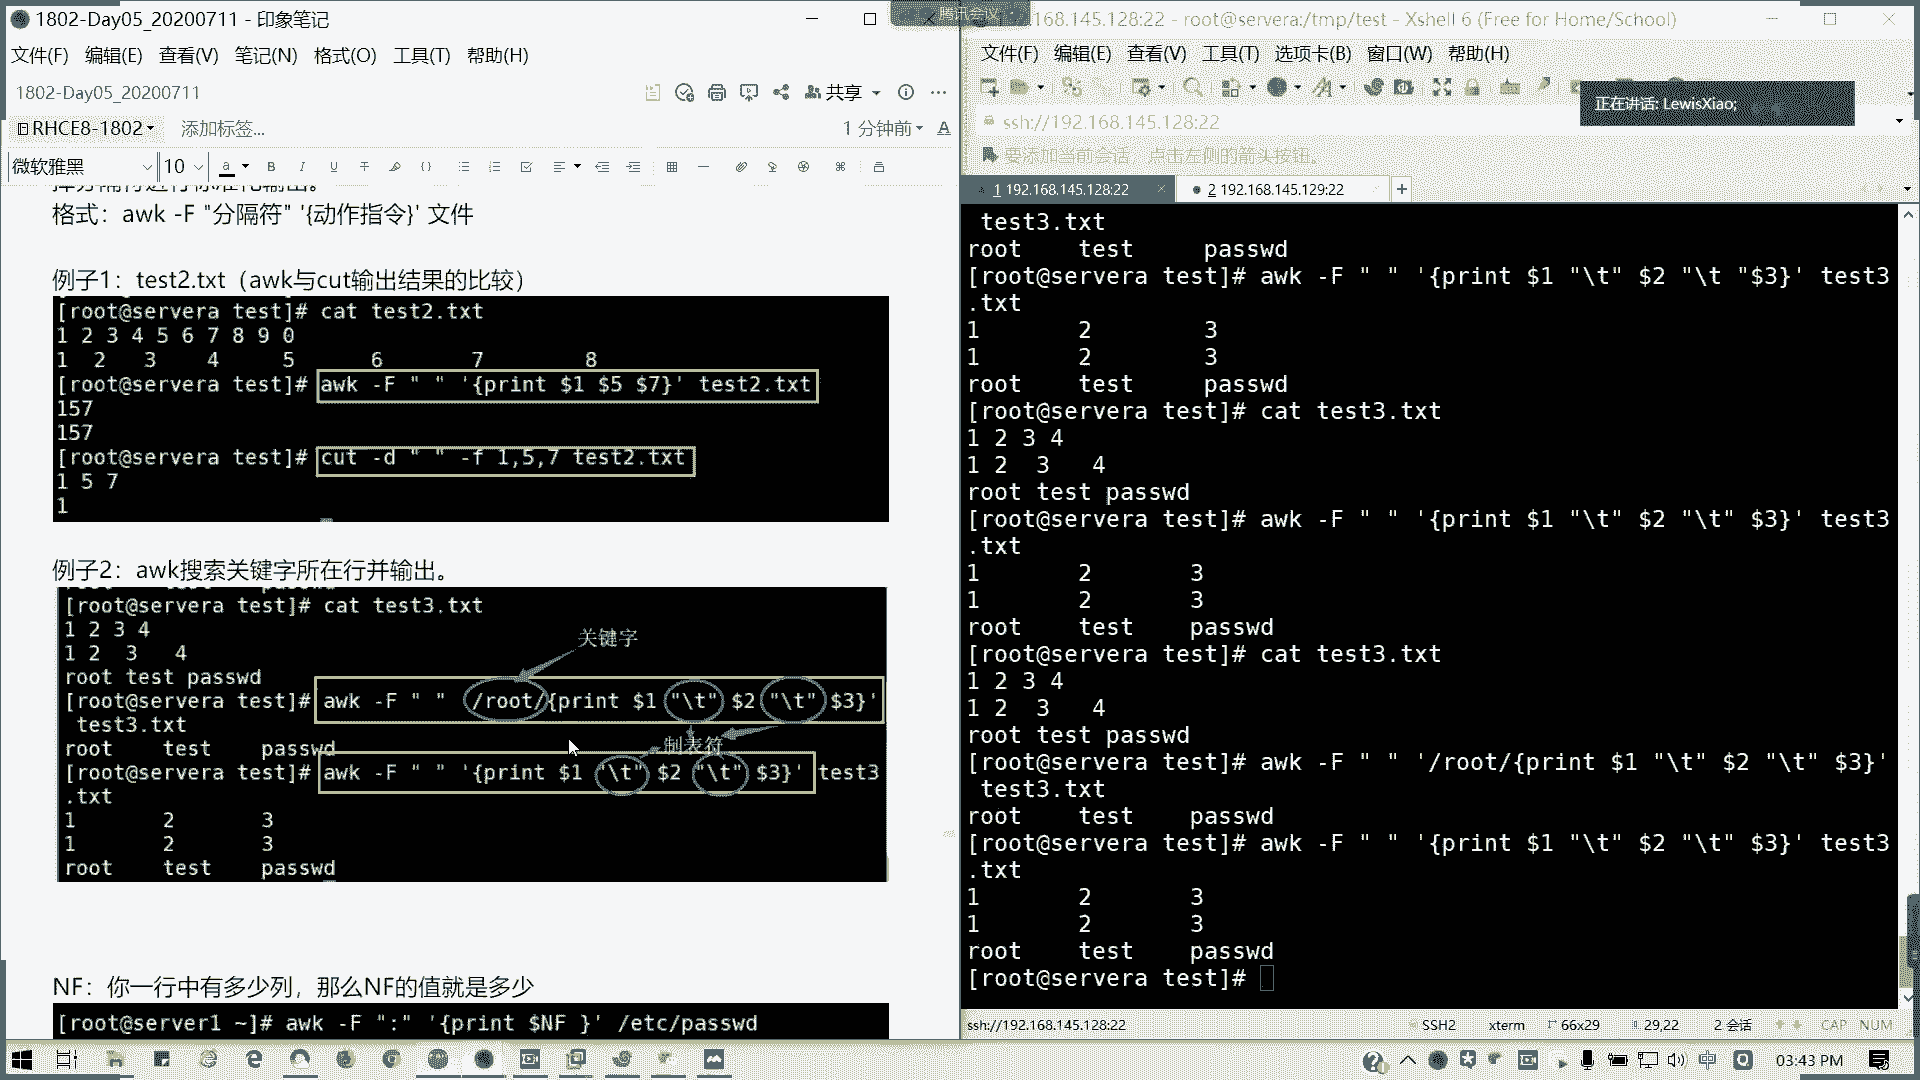 1802-Day05_20200711 - 印象笔记
文件(F) 编辑(E) 查看(V) 笔记(N) 格式(O) 工具(T) 帮助(H)
1802-Day05_20200711
共享
RHCE8-1802 添加标签...
1 分钟前
微软雅黑 10
格式：awk -F "分隔符" '{动作指令}' 文件
例子1：test2.txt（awk与cut输出结果的比较）
[root@servera test]# cat test2.txt
1 2 3 4 5 6 7 8 9 0
1 2 3 4 5 6 7 8
[root@servera test]# awk -F " " '{print $1 $5 $7}' test2.txt
157
157
[root@servera test]# cut -d " " -f 1,5,7 test2.txt
1 5 7
1
例子2：awk搜索关键字所在行并输出。
[root@servera test]# cat test3.txt
1 2 3 4
关键字
1 2 3 4
root test passwd
[root@servera test]# awk -F " " /root/{print $1 "\t" $2 "\t" $3}'
test3.txt
root test passwd
制表符
[root@servera test]# awk -F " " '{print $1 "\t" $2 "\t" $3}' test3
.txt
1 2 3
1 2 3
root test passwd
NF：你一行中有多少列，那么NF的值就是多少
[root@server1 ~]# awk -F ":" '{print $NF }' /etc/passwd
腾讯会议
168.145.128:22 - root@servera:/tmp/test - Xshell 6 (Free for Home/School)
文件(F) 编辑(E) 查看(V) 工具(T) 选项卡(B) 窗口(W) 帮助(H)
正在讲话: LewisXiao;
ssh://192.168.145.128:22
要添加当前会话，点击左侧的箭头按钮。
1 192.168.145.128:22 2 192.168.145.129:22
test3.txt
root test passwd
[root@servera test]# awk -F " " '{print $1 "\t" $2 "\t "$3}' test3
.txt
1 2 3
1 2 3
root test passwd
[root@servera test]# cat test3.txt
1 2 3 4
1 2 3 4
root test passwd
[root@servera test]# awk -F " " '{print $1 "\t" $2 "\t" $3}' test3
.txt
1 2 3
1 2 3
root test passwd
[root@servera test]# cat test3.txt
1 2 3 4
1 2 3 4
root test passwd
[root@servera test]# awk -F " " '/root/{print $1 "\t" $2 "\t" $3}'
test3.txt
root test passwd
[root@servera test]# awk -F " " '{print $1 "\t" $2 "\t" $3}' test3
.txt
1 2 3
1 2 3
root test passwd
[root@servera test]#
ssh://192.168.145.128:22 SSH2 xterm 66x29 29,22 2 会话 CAP NUM
中 03:43 PM